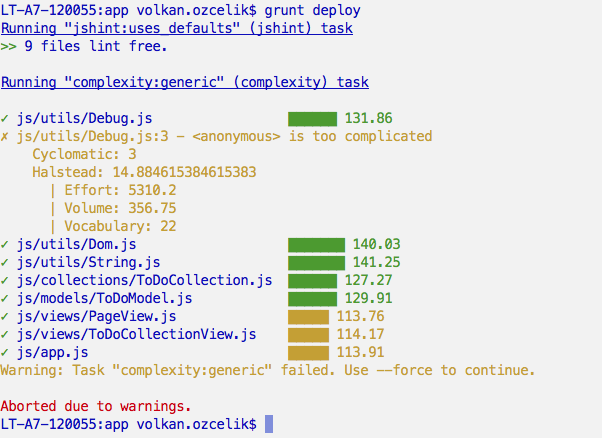 LT-A7-120055:app volkan.ozcelik$ grunt deploy
Running "jshint:uses_defaults" (jshint) task
>> 9 files lint free.
Running "complexity:generic" (complexity) task
✓ js/utils/Debug.js 131.86
✗ js/utils/Debug.js:3 - <anonymous> is too complicated
Cyclomatic: 3
Halstead: 14.884615384615383
| Effort: 5310.2
| Volume: 356.75
| Vocabulary: 22
✓ js/utils/Dom.js 140.03
✓ js/utils/String.js 141.25
✓ js/collections/ToDoCollection.js 127.27
✓ js/models/ToDoModel.js 129.91
✓ js/views/PageView.js 113.76
✓ js/views/ToDoCollectionView.js 114.17
✓ js/app.js 113.91
Warning: Task "complexity:generic" failed. Use --force to continue.
Aborted due to warnings.
LT-A7-120055:app volkan.ozcelik$